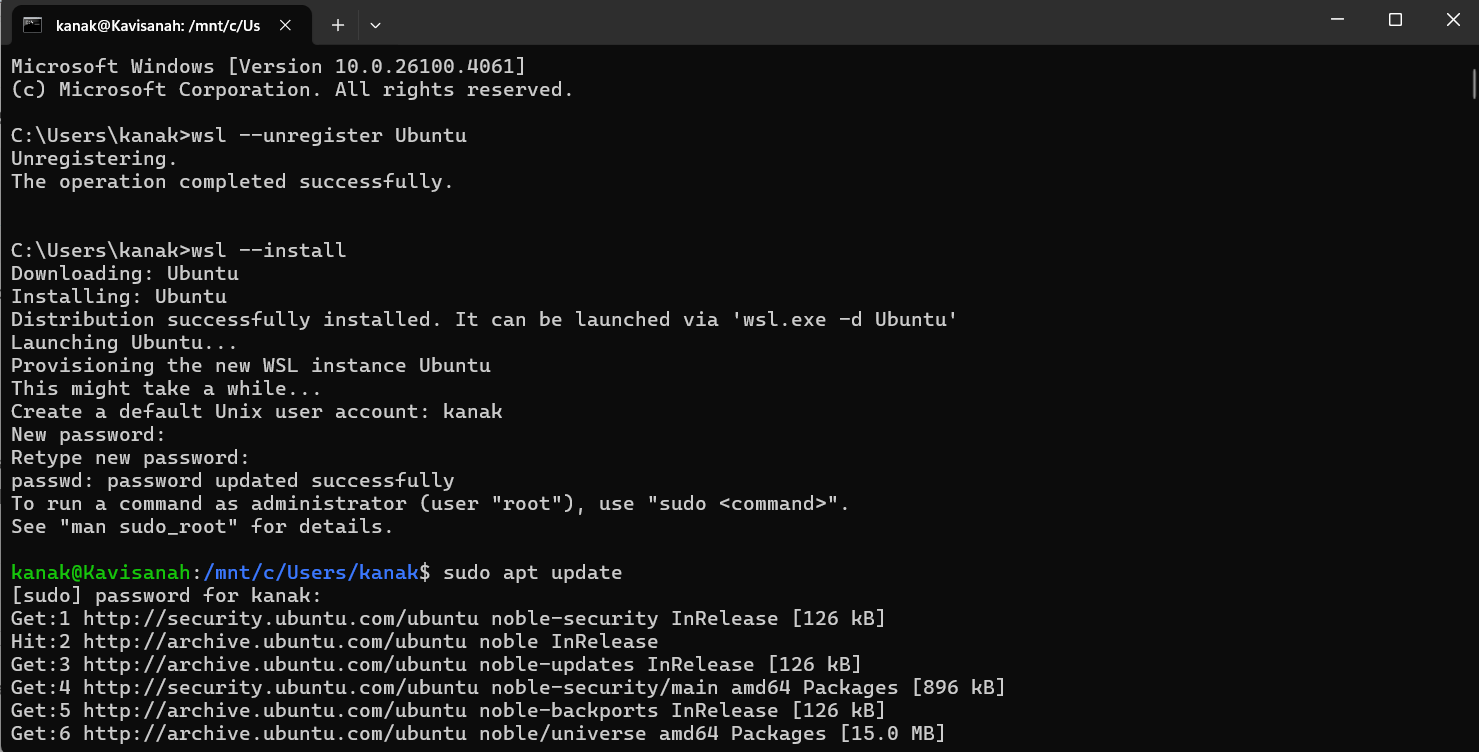 kanak@Kavisanah: /mnt/c/Us
Microsoft Windows [Version 10.0.26100.4061]
(c) Microsoft Corporation. All rights reserved.
C:\Users\kanak>wsl --unregister Ubuntu
Unregistering.
The operation completed successfully.
C:\Users\kanak>wsl --install
Downloading: Ubuntu
Installing: Ubuntu
Distribution successfully installed. It can be launched via 'wsl.exe -d Ubuntu'
Launching Ubuntu...
Provisioning the new WSL instance Ubuntu
This might take a while...
Create a default Unix user account: kanak
New password:
Retype new password:
passwd: password updated successfully
To run a command as administrator (user "root"), use "sudo <command>".
See "man sudo_root" for details.
kanak@Kavisanah:/mnt/c/Users/kanak$ sudo apt update
[sudo] password for kanak:
Get:1 http://security.ubuntu.com/ubuntu noble-security InRelease [126 kB]
Hit:2 http://archive.ubuntu.com/ubuntu noble InRelease
Get:3 http://archive.ubuntu.com/ubuntu noble-updates InRelease [126 kB]
Get:4 http://security.ubuntu.com/ubuntu noble-security/main amd64 Packages [896 kB]
Get:5 http://archive.ubuntu.com/ubuntu noble-backports InRelease [126 kB]
Get:6 http://archive.ubuntu.com/ubuntu noble/universe amd64 Packages [15.0 MB]